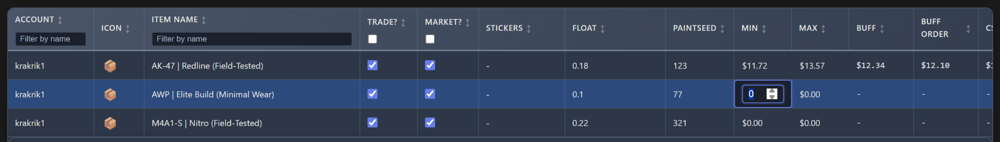 ACCOUNT ICON ITEM NAME TRADE? MARKET? STICKERS FLOAT PAINTSEED MIN MAX BUFF BUFF ORDER
Filter by name Filter by name
krakrik1 AK-47 | Redline (Field-Tested) - 0.18 123 $11.72 $13.57 $12.34 $12.10
krakrik1 AWP | Elite Build (Minimal Wear) - 0.1 77 0 $0.00 - - -
krakrik1 M4A1-S | Nitro (Field-Tested) - 0.22 321 $0.00 $0.00 - - -